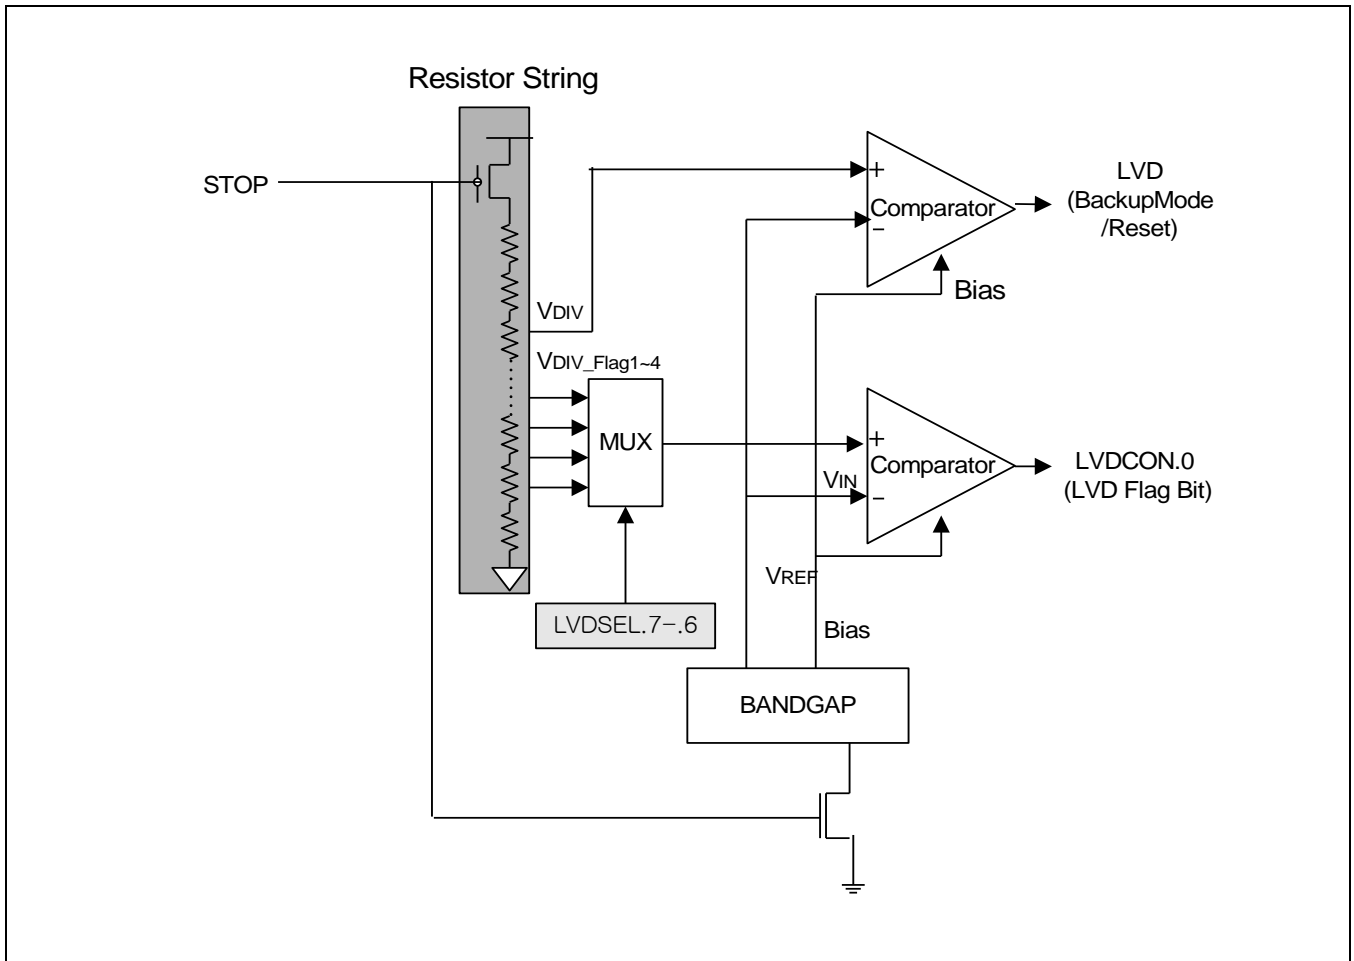 Resistor String
STOP
+
Comparator
−
LVD
(BackupMode
/Reset)
Bias
VDIV
VDIV_Flag1~4
MUX
+
Comparator
VIN
−
LVDCON.0
(LVD Flag Bit)
VREF
LVDSEL.7-.6
Bias
BANDGAP